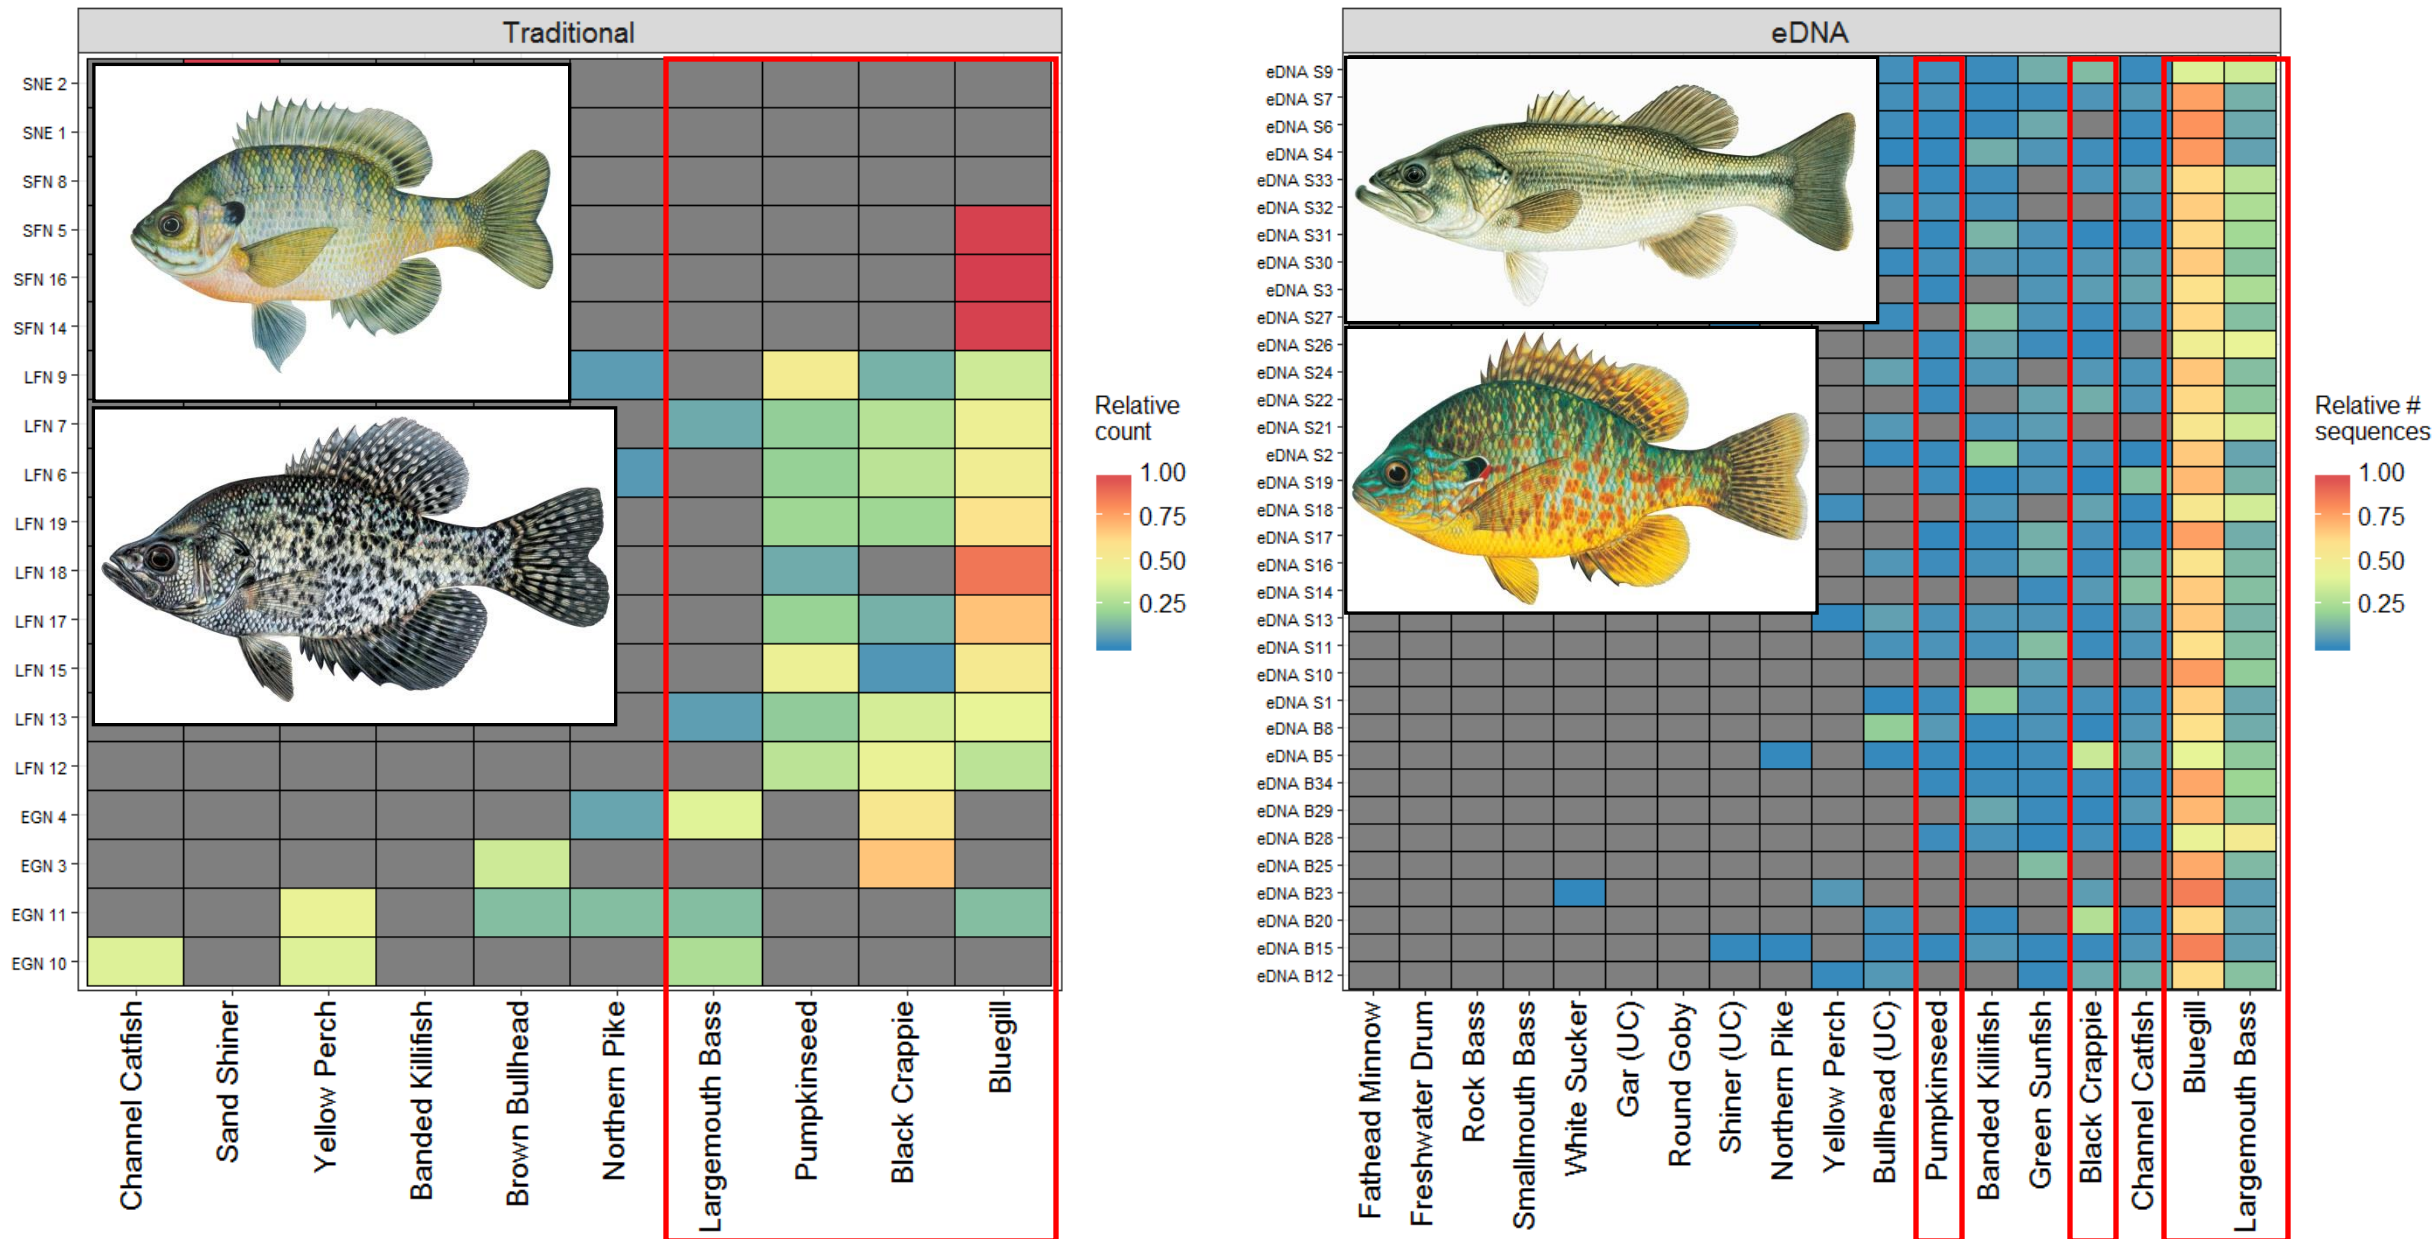 Traditional
SNE 2
SNE 1
SFN 8
SFN 5
SFN 16
SFN 14
LFN 9
LFN 7
LFN 6
LFN 19
LFN 18
LFN 17
LFN 15
LFN 13
LFN 12
EGN 4
EGN 3
EGN 11
EGN 10
Channel Catfish
Sand Shiner
Yellow Perch
Banded Killifish
Brown Bullhead
Northern Pike
Largemouth Bass
Pumpkinseed
Black Crappie
Bluegill
Relative
count
1.00
0.75
0.50
0.25
eDNA
eDNA S9
eDNA S7
eDNA S6
eDNA S4
eDNA S33
eDNA S32
eDNA S31
eDNA S30
eDNA S3
eDNA S27
eDNA S26
eDNA S24
eDNA S22
eDNA S21
eDNA S2
eDNA S19
eDNA S18
eDNA S17
eDNA S16
eDNA S14
eDNA S13
eDNA S11
eDNA S10
eDNA S1
eDNA B8
eDNA B5
eDNA B34
eDNA B29
eDNA B28
eDNA B25
eDNA B23
eDNA B20
eDNA B15
eDNA B12
Fathead Minnow
Freshwater Drum
Rock Bass
Smallmouth Bass
White Sucker
Gar (UC)
Round Goby
Shiner (UC)
Northern Pike
Yellow Perch
Bullhead (UC)
Pumpkinseed
Banded Killifish
Green Sunfish
Black Crappie
Channel Catfish
Bluegill
Largemouth Bass
Relative #
sequences
1.00
0.75
0.50
0.25